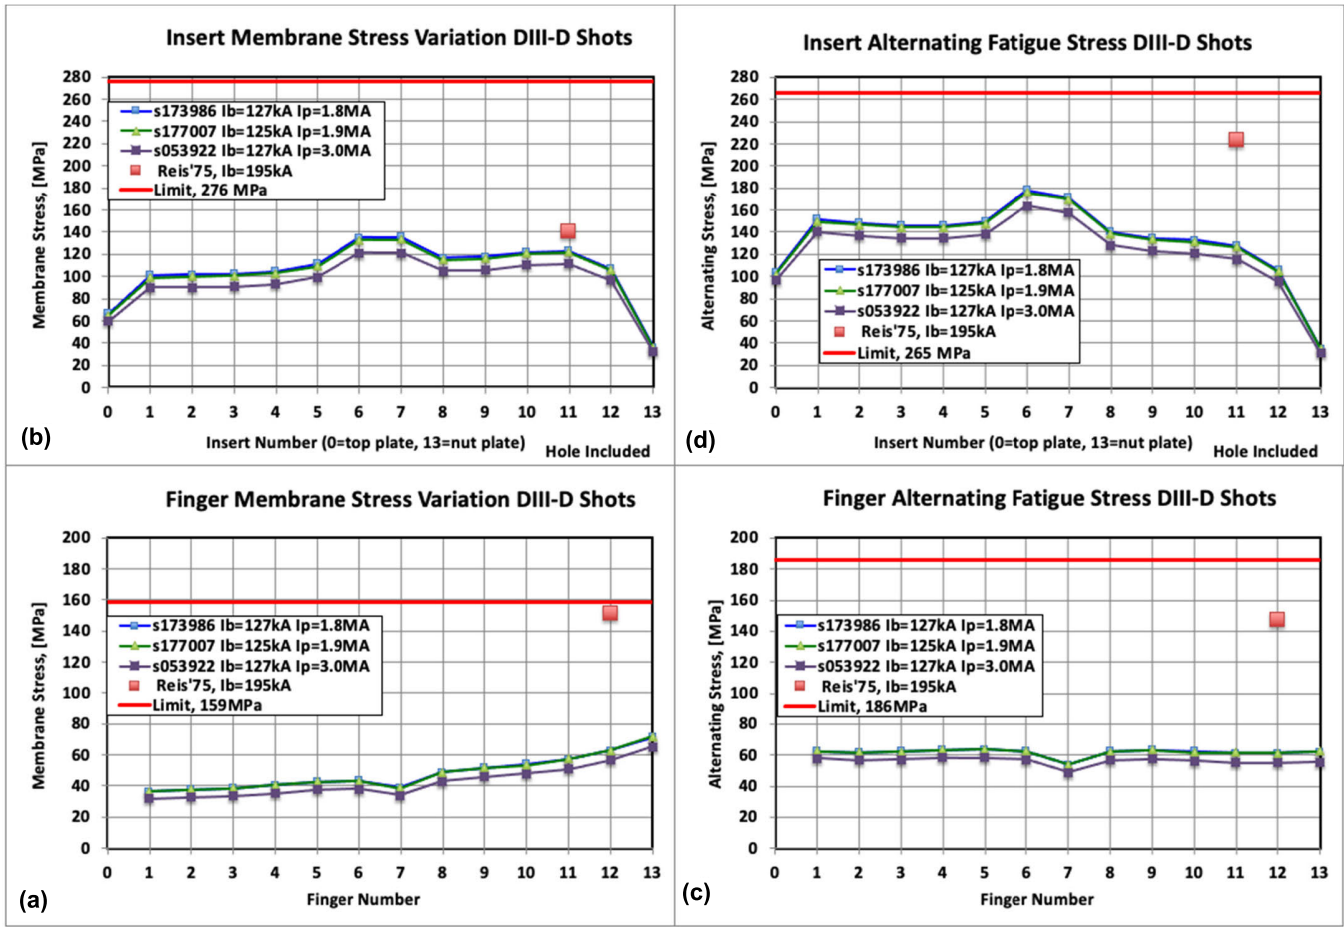 Insert Membrane Stress Variation DIII-D Shots
Membrane Stress, [MPa]
280
260
240
220
200
180
160
140
120
100
80
60
40
20
0
s173986 Ib=127kA Ip=1.8MA
s177007 Ib=125kA Ip=1.9MA
s053922 Ib=127kA Ip=3.0MA
Reis'75, Ib=195kA
Limit, 276 MPa
0 1 2 3 4 5 6 7 8 9 10 11 12 13
(b)
Insert Number (0=top plate, 13=nut plate)
Hole Included
Insert Alternating Fatigue Stress DIII-D Shots
Alternating Stress, [MPa]
280
260
240
220
200
180
160
140
120
100
80
60
40
20
0
s173986 Ib=127kA Ip=1.8MA
s177007 Ib=125kA Ip=1.9MA
s053922 Ib=127kA Ip=3.0MA
Reis'75, Ib=195kA
Limit, 265 MPa
0 1 2 3 4 5 6 7 8 9 10 11 12 13
(d)
Insert Number (0=top plate, 13=nut plate)
Hole Included
Finger Membrane Stress Variation DIII-D Shots
Membrane Stress, [MPa]
200
180
160
140
120
100
80
60
40
20
0
s173986 Ib=127kA Ip=1.8MA
s177007 Ib=125kA Ip=1.9MA
s053922 Ib=127kA Ip=3.0MA
Reis'75, Ib=195kA
Limit, 159MPa
0 1 2 3 4 5 6 7 8 9 10 11 12 13
(a)
Finger Number
Finger Alternating Fatigue Stress DIII-D Shots
Alternating Stress, [MPa]
200
180
160
140
120
100
80
60
40
20
0
s173986 Ib=127kA Ip=1.8MA
s177007 Ib=125kA Ip=1.9MA
s053922 Ib=127kA Ip=3.0MA
Reis'75, Ib=195kA
Limit, 186MPa
0 1 2 3 4 5 6 7 8 9 10 11 12 13
(c)
Finger Number